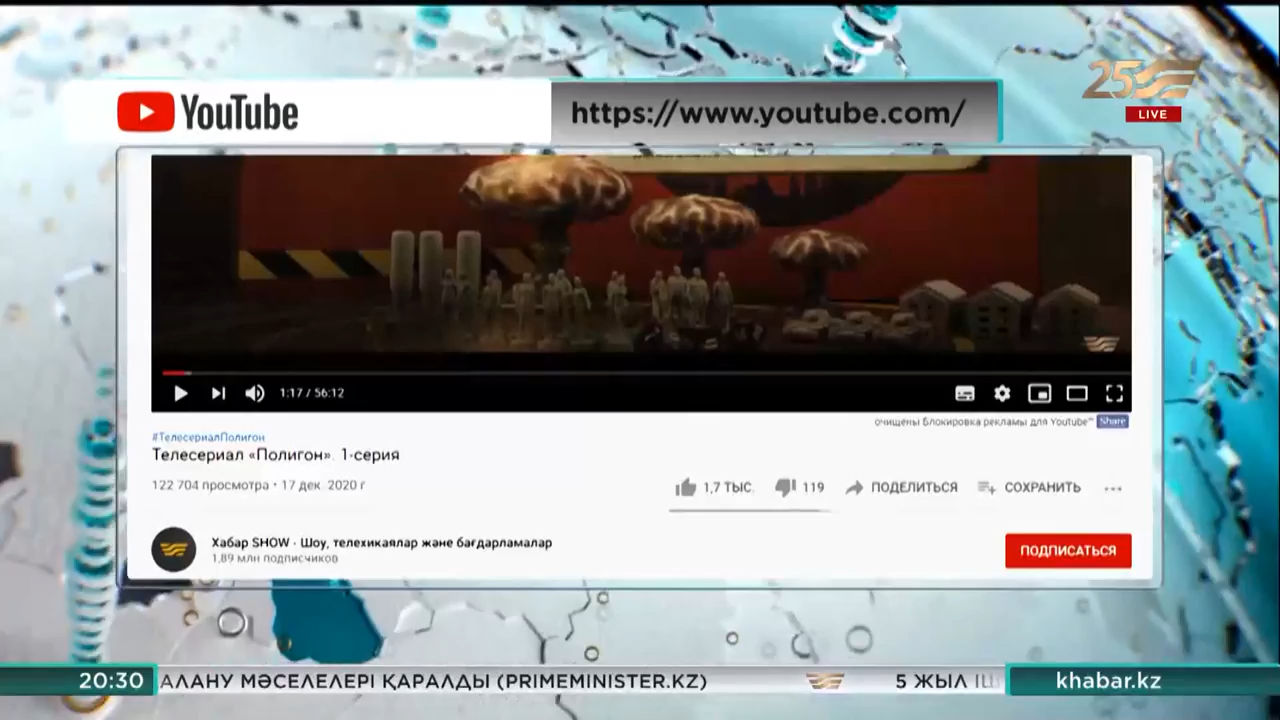 YouTube
https://www.youtube.com/
25
LIVE
1:17 / 56:12
очищены Блокировка рекламы для Youtube™ Share
#ТелесериалПолигон
Телесериал «Полигон». 1-серия
122 704 просмотра • 17 дек. 2020 г
1,7 ТЫС. 119 ПОДЕЛИТЬСЯ СОХРАНИТЬ ...
Хабар SHOW · Шоу, телехикаялар және бағдарламалар
1,89 млн подписчиков
ПОДПИСАТЬСЯ
20:30 АЛАНУ МӘСЕЛЕЛЕРІ ҚАРАЛДЫ (PRIMEMINISTER.KZ) 5 ЖЫЛ khabar.kz